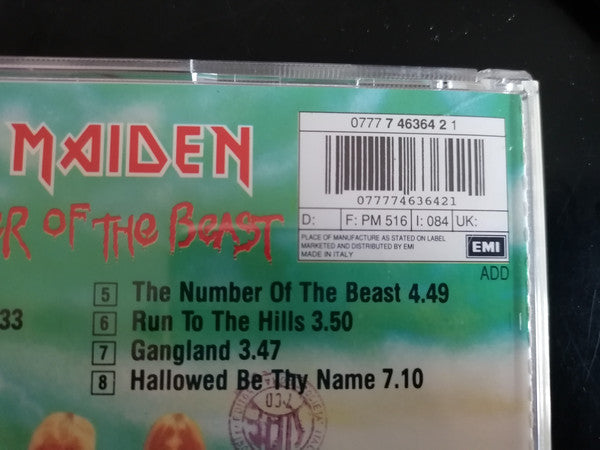 MAIDEN
ER OF THE BEAST
0777 7 46364 2 1
077774636421
D: F: PM 516 I: 084 UK:
PLACE OF MANUFACTURE AS STATED ON LABEL
MARKETED AND DISTRIBUTED BY EMI
MADE IN ITALY
EMI
ADD
5 The Number Of The Beast 4.49
33
6 Run To The Hills 3.50
7 Gangland 3.47
8 Hallowed Be Thy Name 7.10